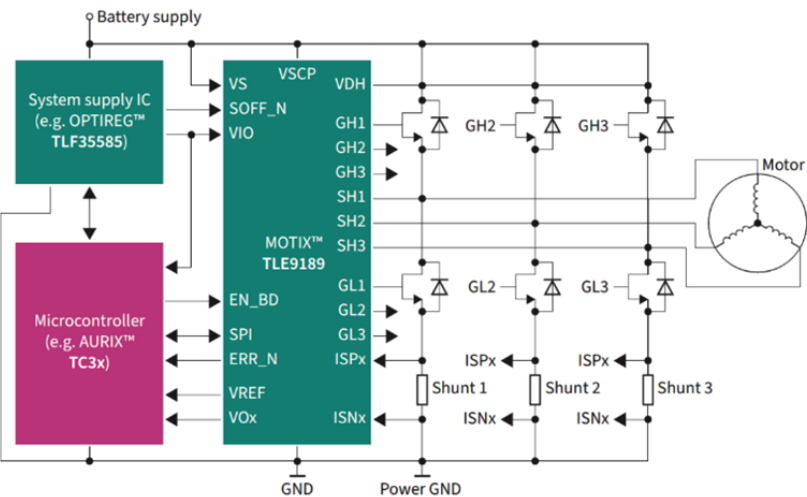 Battery supply
System supply IC
(e.g. OPTIREG™
TLF35585)
Microcontroller
(e.g. AURIX™
TC3x)
VSCP
VS
VDH
SOFF_N
VIO
GH1
GH2
GH3
SH1
SH2
SH3
MOTIX™
TLE9189
GL1
GL2
GL3
EN_BD
SPI
ERR_N
ISPx
VREF
VOx
ISNx
GH2
GH3
Motor
GL2
GL3
ISPx
ISPx
Shunt 1
Shunt 2
Shunt 3
ISNx
ISNx
GND
Power GND